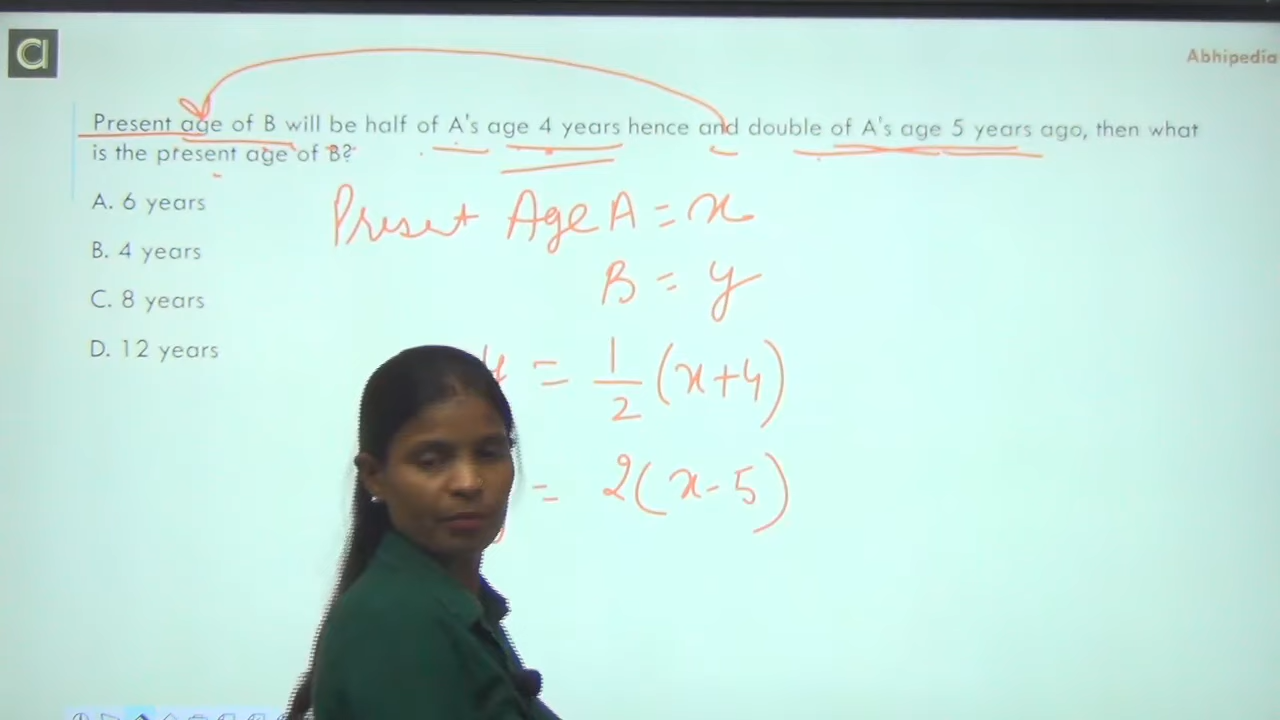 Abhipedia
Present age of B will be half of A's age 4 years hence and double of A's age 5 years ago, then what
is the present age of B?
A. 6 years
B. 4 years
C. 8 years
D. 12 years
Present Age A = x
B = y
y = 1/2 (x+4)
= 2(x-5)